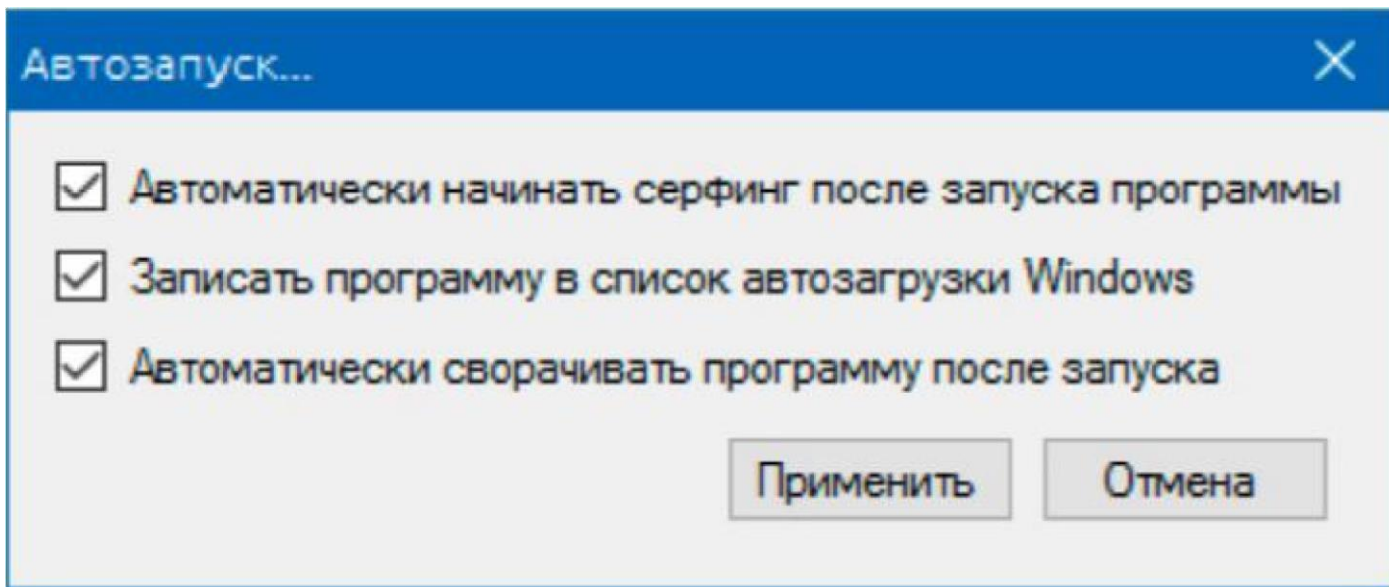 Автозапуск...
Автоматически начинать серфинг после запуска программы
Записать программу в список автозагрузки Windows
Автоматически сворачивать программу после запуска
Применить Отмена